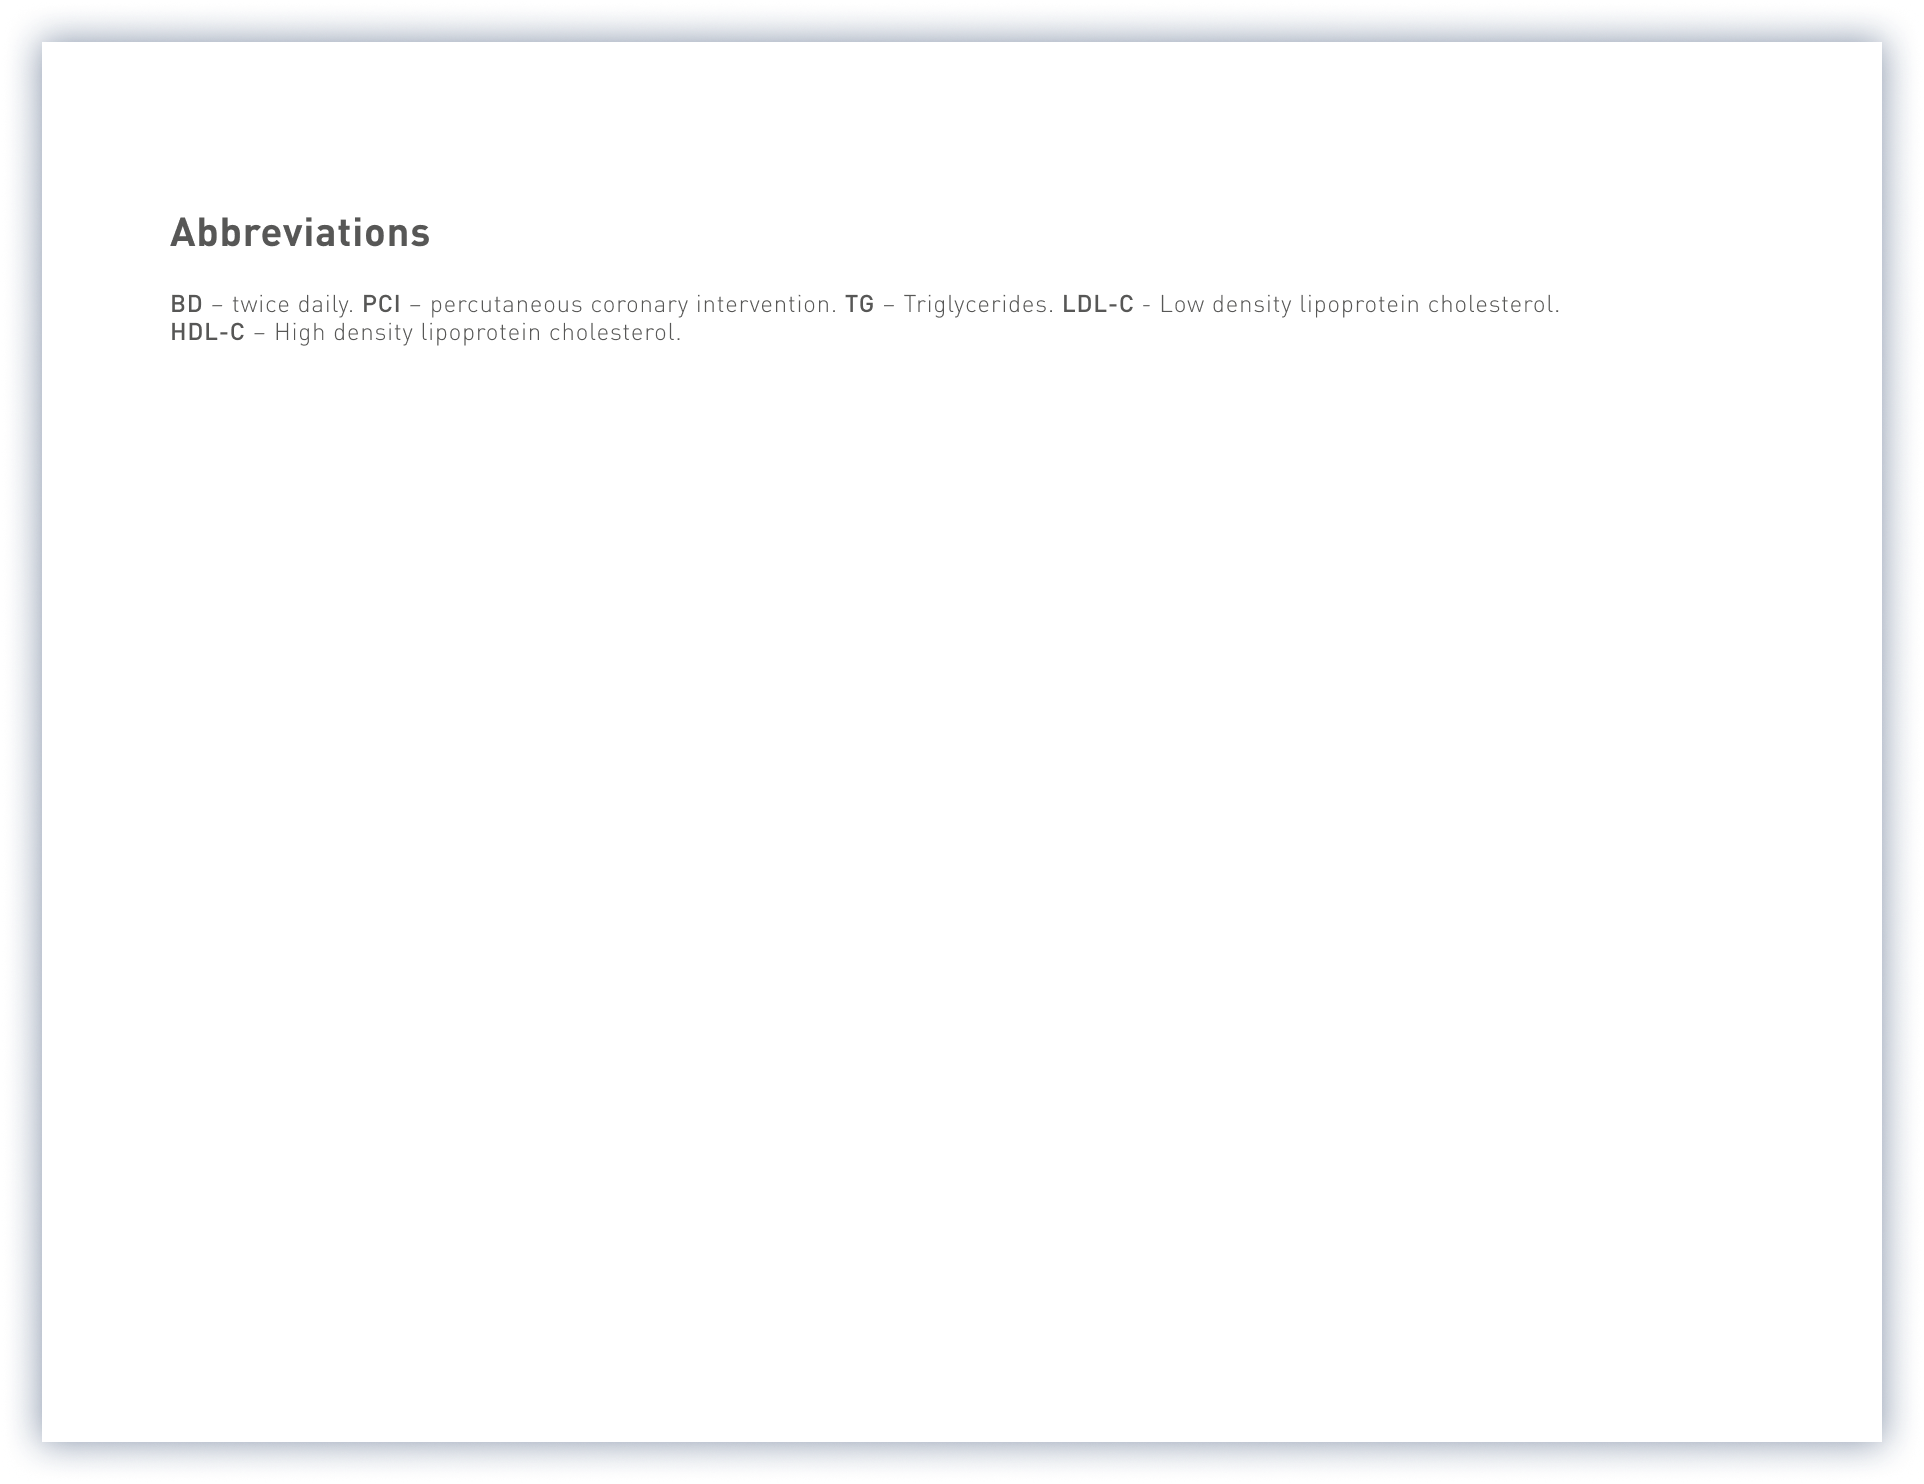 Abbreviations
BD – twice daily. PCI – percutaneous coronary intervention. TG – Triglycerides. LDL-C - Low density lipoprotein cholesterol.
HDL-C – High density lipoprotein cholesterol.